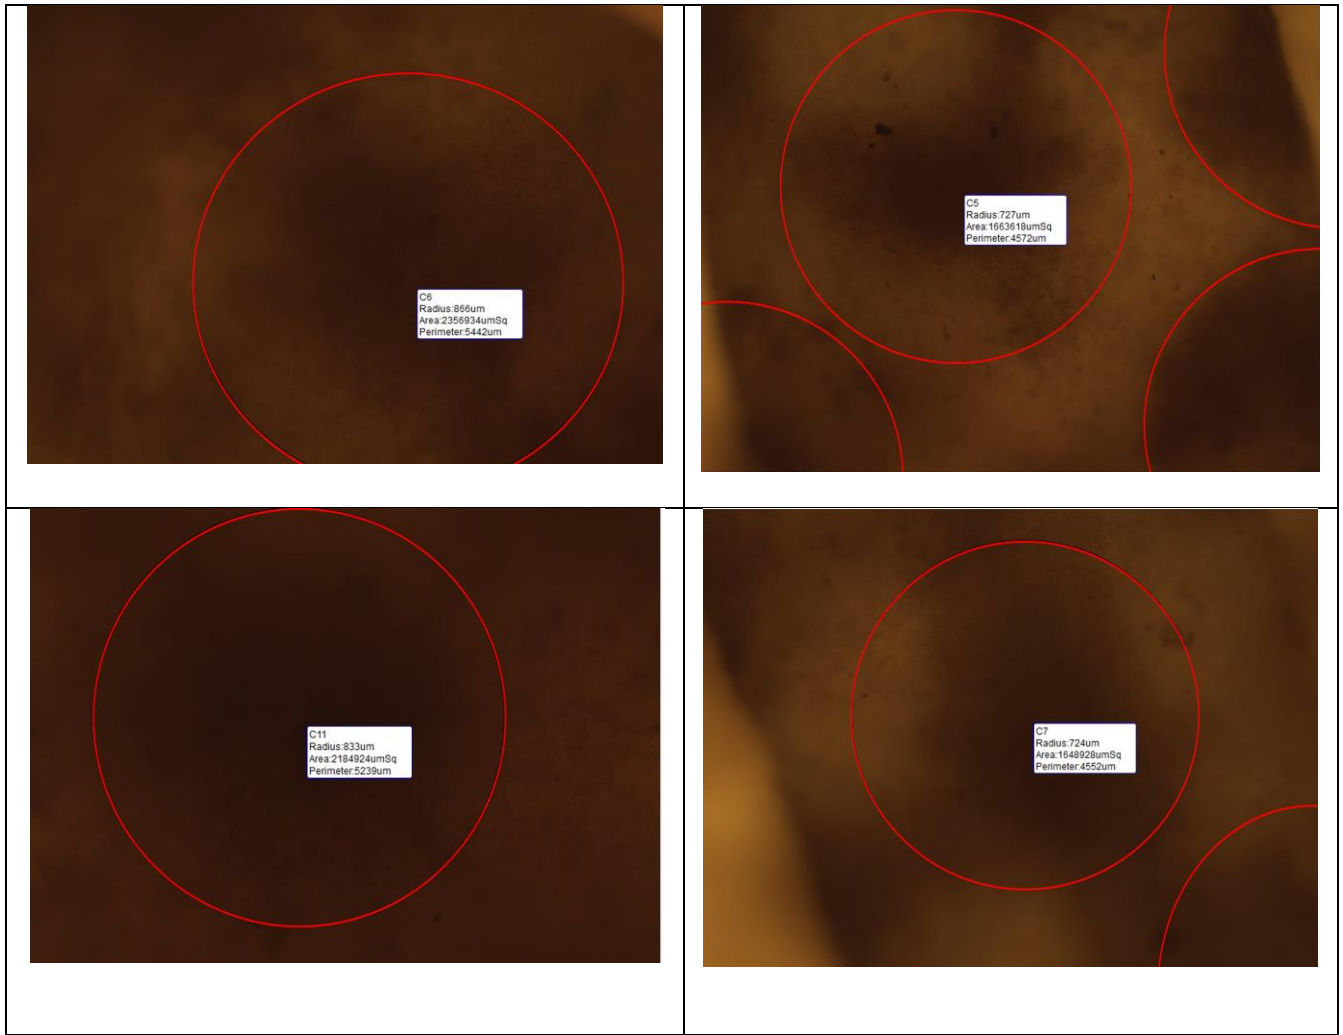 C6
Radius:866um
Area:2356934umSq
Perimeter:5442um
C5
Radius:727um
Area:1663618umSq
Perimeter:4572um
C11
Radius:833um
Area:2184924umSq
Perimeter:5239um
C7
Radius:724um
Area:1648928umSq
Perimeter:4552um